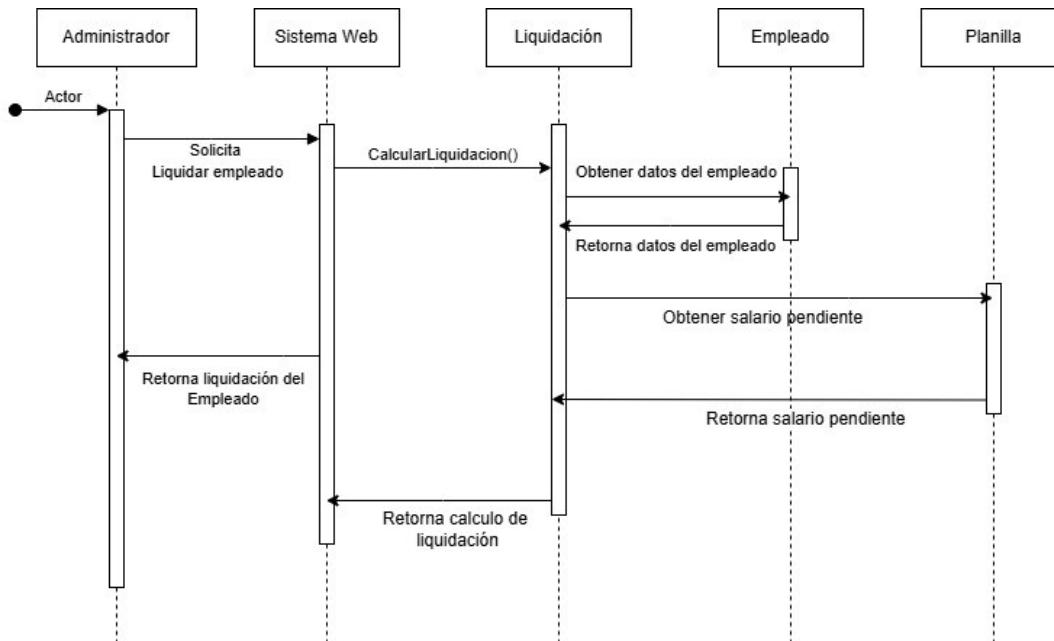 Administrador
Sistema Web
Liquidación
Empleado
Planilla
Actor
Solicita
Liquidar empleado
CalcularLiquidacion()
Obtener datos del empleado
Retorna datos del empleado
Obtener salario pendiente
Retorna liquidación del
Empleado
Retorna salario pendiente
Retorna calculo de
liquidación